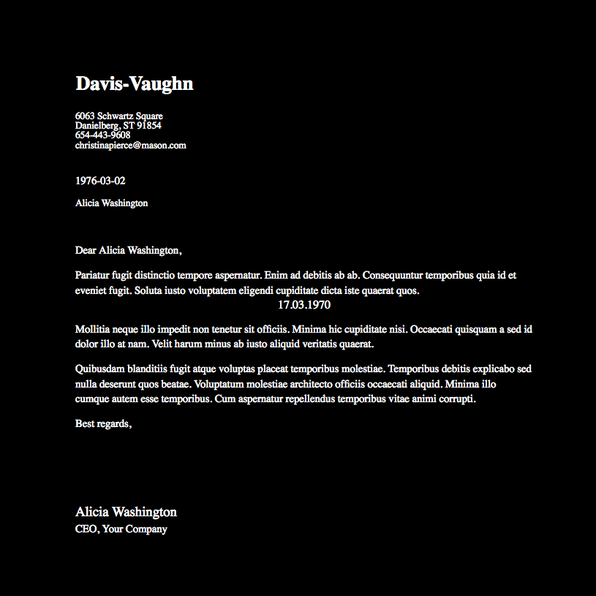 Davis-Vaughn
6063 Schwartz Square
Danielberg, ST 91854
654-443-9608
christinapierce@mason.com
1976-03-02
Alicia Washington
Dear Alicia Washington,
Pariatur fugit distinctio tempore aspernatur. Enim ad debitis ab ab. Consequuntur temporibus quia id et
eveniet fugit. Soluta iusto voluptatem eligendi cupiditate dicta iste quaerat quos.
17.03.1970
Mollitia neque illo impedit non tenetur sit officiis. Minima hic cupiditate nisi. Occaecati quisquam a sed id
dolor illo at nam. Velit harum minus ab iusto aliquid veritatis quaerat.
Quibusdam blanditiis fugit atque voluptas placeat temporibus molestiae. Temporibus debitis explicabo sed
nulla deserunt quos beatae. Voluptatum molestiae architecto officiis occaecati aliquid. Minima illo
cumque autem esse temporibus. Cum aspernatur repellendus temporibus vitae animi corrupti.
Best regards,
Alicia Washington
CEO, Your Company